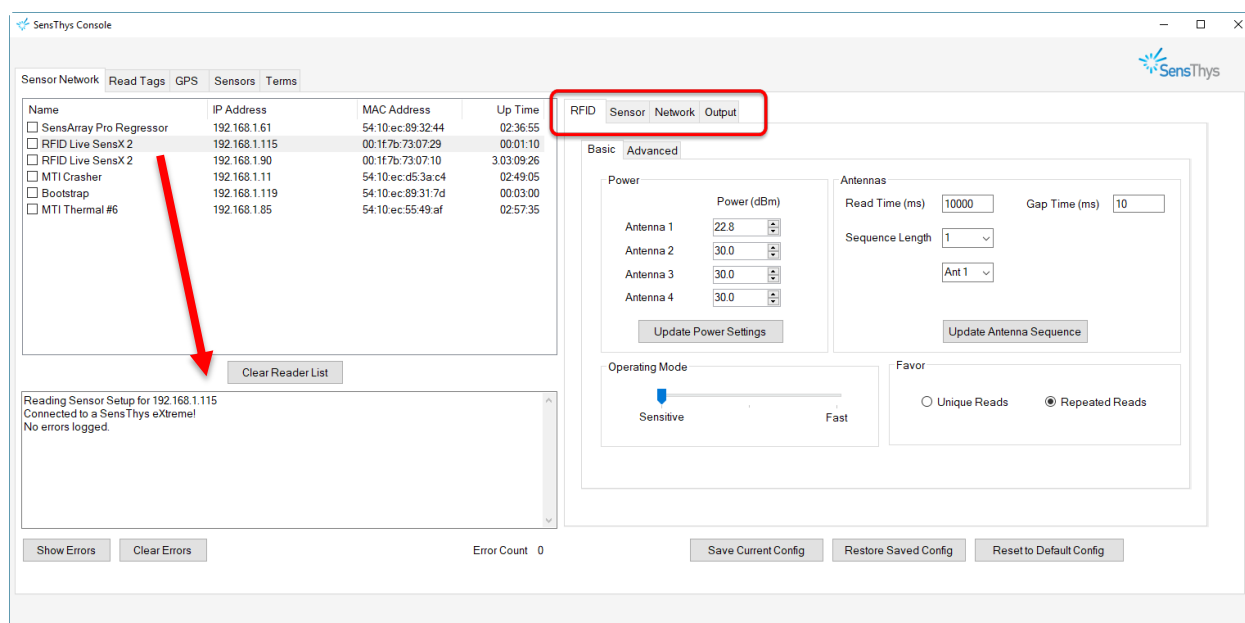 SensThys Console
SensThys
Sensor Network Read Tags GPS Sensors Terms
Name IP Address MAC Address Up Time
SensArray Pro Regressor 192.168.1.61 54:10:ec:89:32:44 02:36:55
RFID Live SensX 2 192.168.1.115 00:1f:7b:73:07:29 00:01:10
RFID Live SensX 2 192.168.1.90 00:1f:7b:73:07:10 3.03:09:26
MTI Crasher 192.168.1.11 54:10:ec:d5:3a:c4 02:49:05
Bootstrap 192.168.1.119 54:10:ec:89:31:7d 00:03:00
MTI Thermal #6 192.168.1.85 54:10:ec:55:49:af 02:57:35
Clear Reader List
Reading Sensor Setup for 192.168.1.115
Connected to a SensThys eXtreme!
No errors logged.
Show Errors Clear Errors Error Count 0
RFID Sensor Network Output
Basic Advanced
Power
Power (dBm)
Antenna 1 22.8
Antenna 2 30.0
Antenna 3 30.0
Antenna 4 30.0
Update Power Settings
Antennas
Read Time (ms) 10000 Gap Time (ms) 10
Sequence Length 1
Ant 1
Update Antenna Sequence
Operating Mode
Sensitive Fast
Favor
Unique Reads Repeated Reads
Save Current Config Restore Saved Config Reset to Default Config